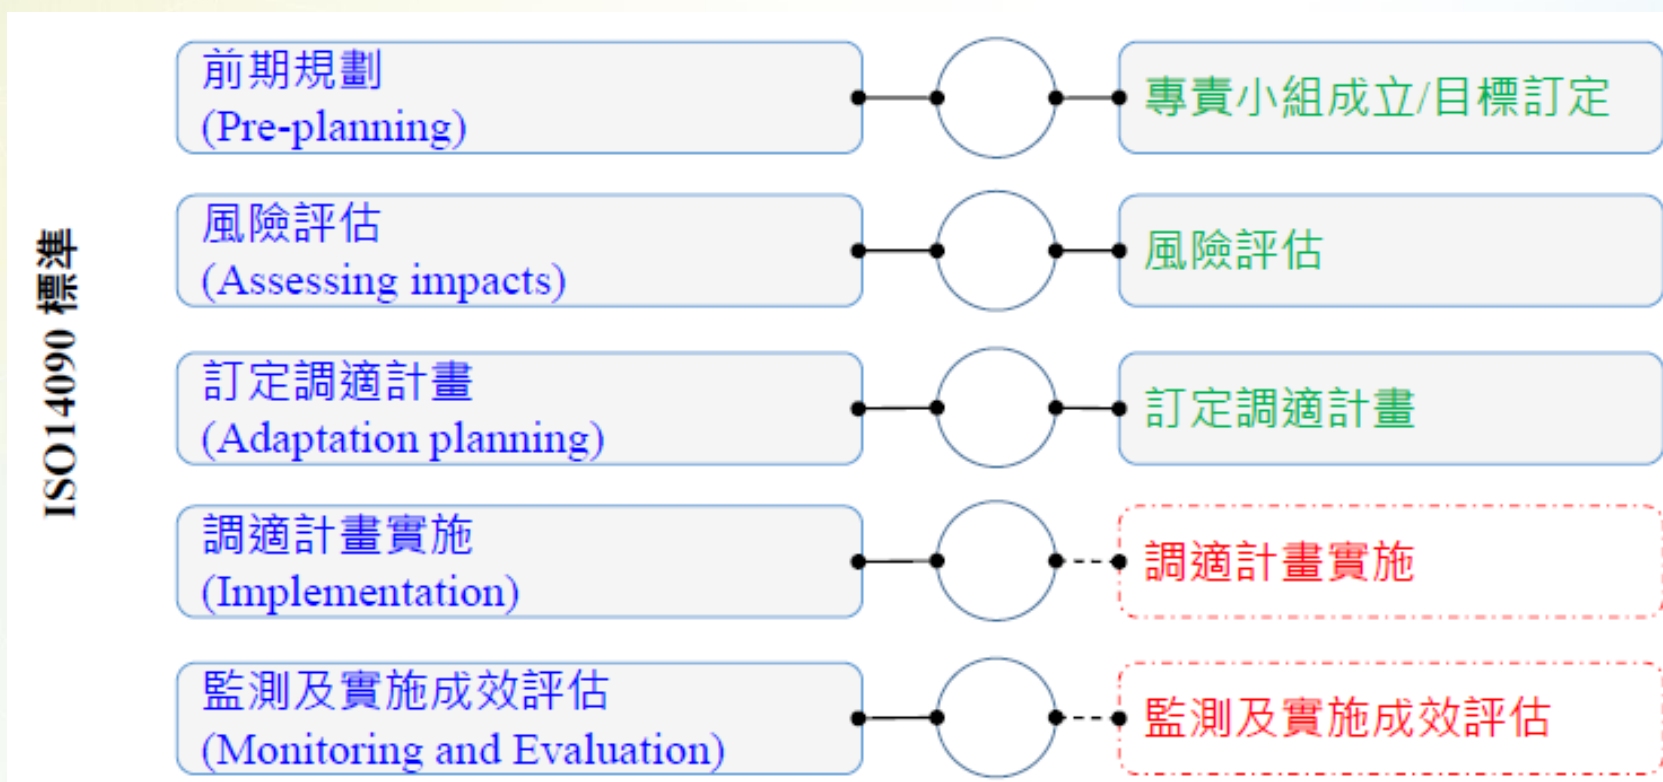 ISO14090 標準
前期規劃
(Pre-planning)
專責小組成立/目標訂定
風險評估
(Assessing impacts)
風險評估
訂定調適計畫
(Adaptation planning)
訂定調適計畫
調適計畫實施
(Implementation)
調適計畫實施
監測及實施成效評估
(Monitoring and Evaluation)
監測及實施成效評估